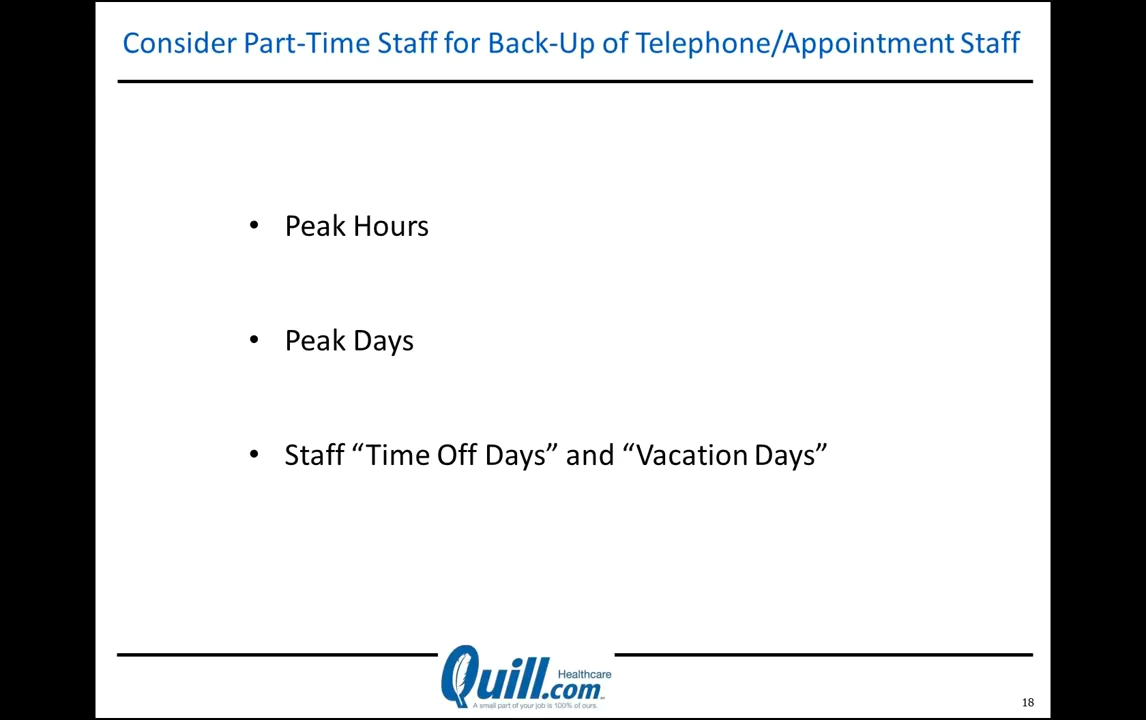 Consider Part-Time Staff for Back-Up of Telephone/Appointment Staff
• Peak Hours
• Peak Days
• Staff “Time Off Days” and “Vacation Days”
Quill.com
Healthcare
A small part of your job is 100% of ours.
18